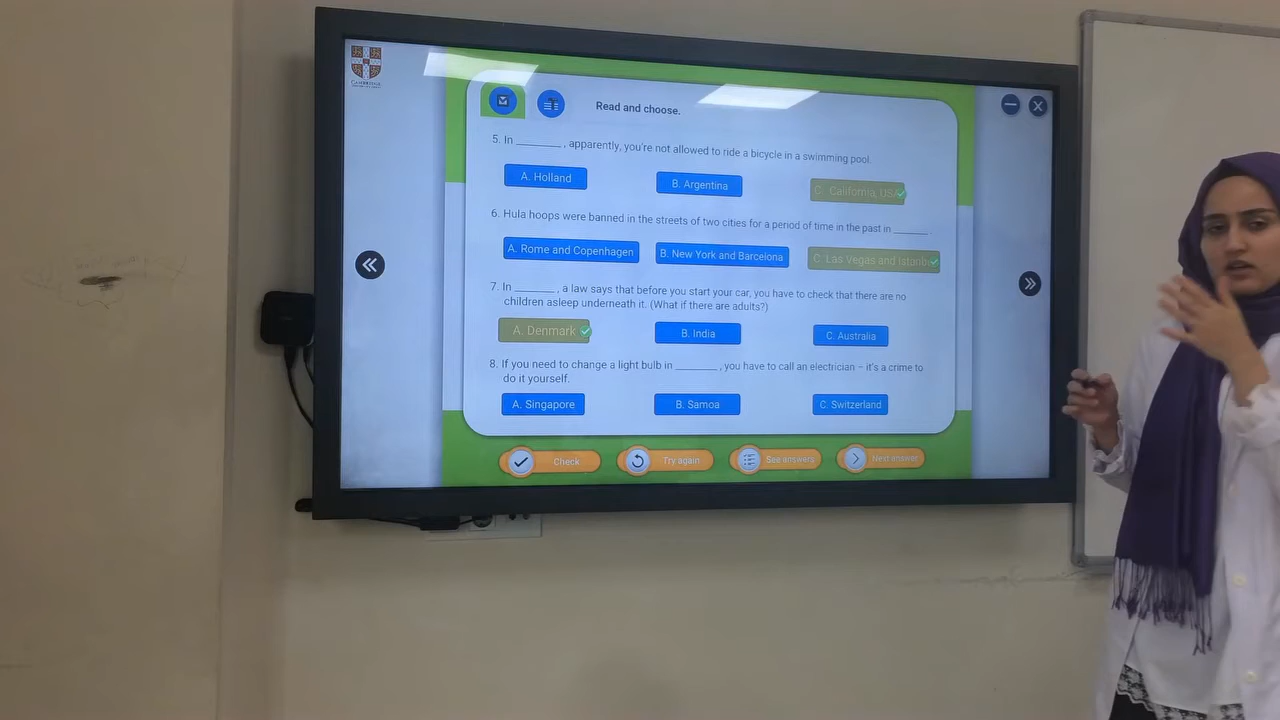 CAMBRIDGE
Read and choose.
5. In ________ , apparently, you're not allowed to ride a bicycle in a swimming pool.
A. Holland
B. Argentina
C. California, USA
6. Hula hoops were banned in the streets of two cities for a period of time in the past in ______ .
A. Rome and Copenhagen
B. New York and Barcelona
C. Las Vegas and Istanbul
7. In _______ , a law says that before you start your car, you have to check that there are no
children asleep underneath it. (What if there are adults?)
A. Denmark
B. India
C. Australia
8. If you need to change a light bulb in _______ , you have to call an electrician – it's a crime to
do it yourself.
A. Singapore
B. Samoa
C. Switzerland
Check
Try again
See answers
Next answer